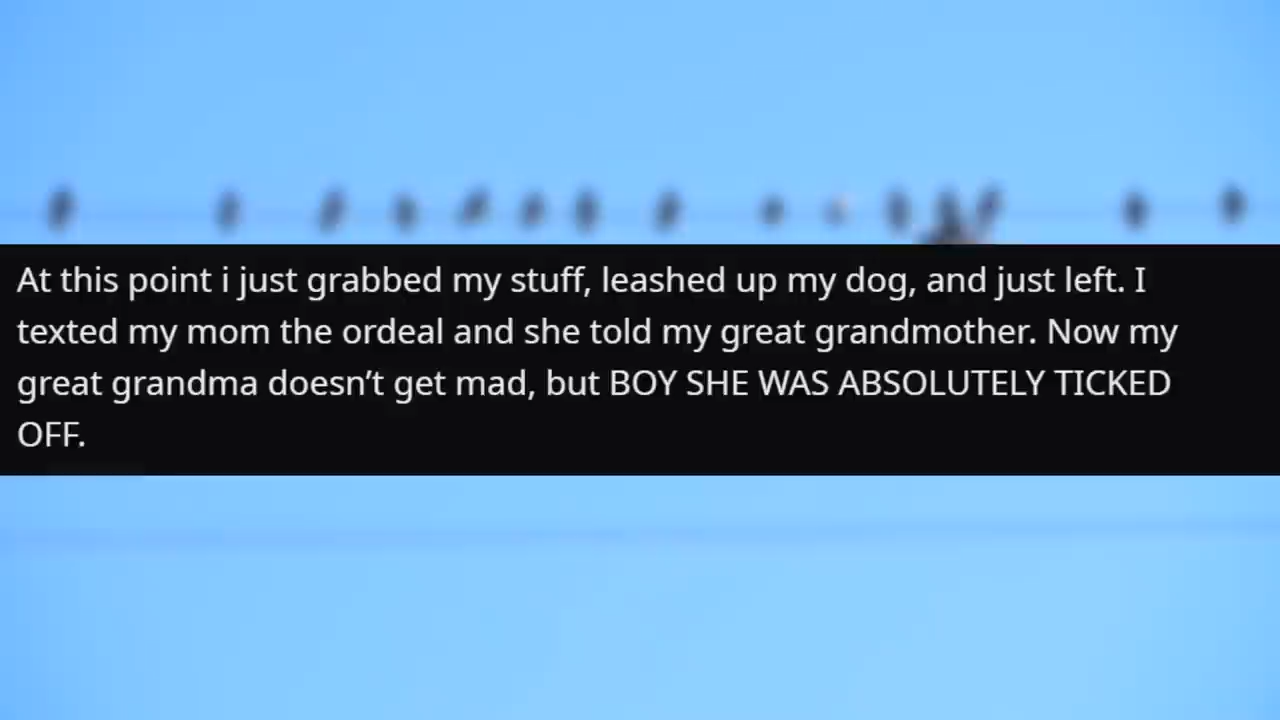 At this point i just grabbed my stuff, leashed up my dog, and just left. I
texted my mom the ordeal and she told my great grandmother. Now my
great grandma doesn’t get mad, but BOY SHE WAS ABSOLUTELY TICKED
OFF.